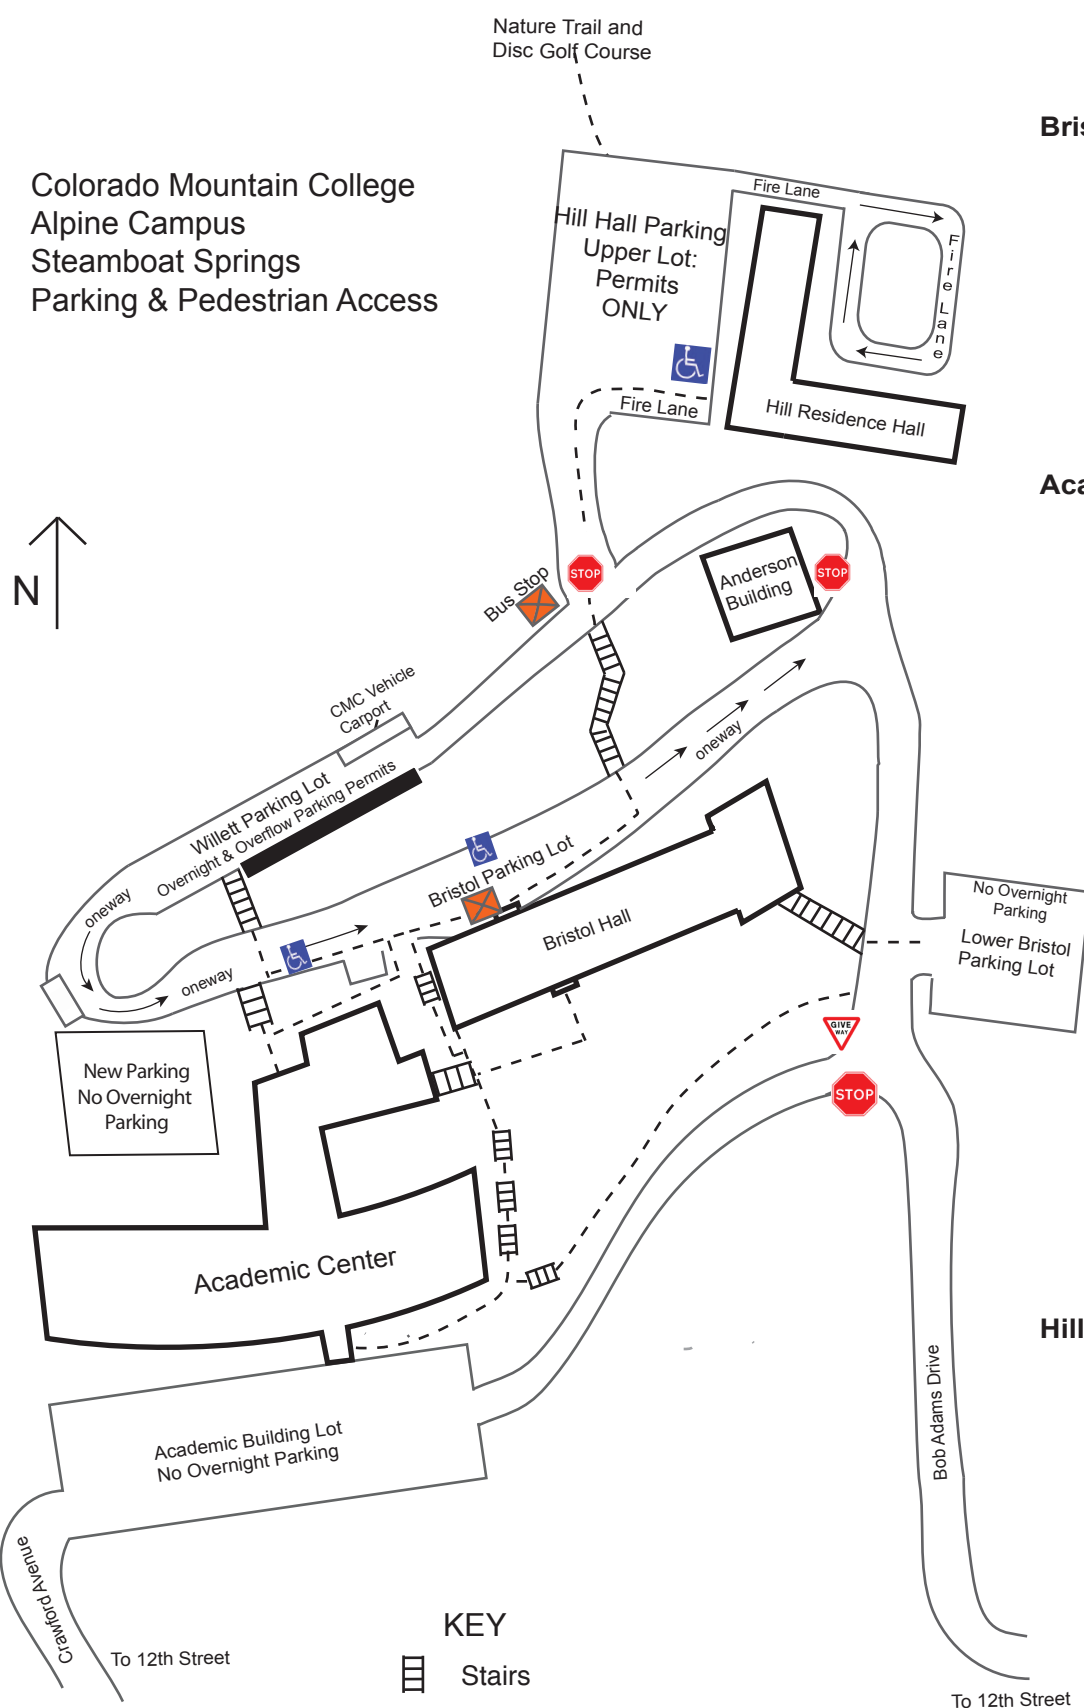 Nature Trail and
Disc Golf Course
Bris
Colorado Mountain College
Alpine Campus
Steamboat Springs
Parking & Pedestrian Access
Fire Lane
Hill Hall Parking
Upper Lot:
Permits
ONLY
Fire Lane
Fire Lane
Hill Residence Hall
Aca
N
STOP
Bus Stop
Anderson
Building
STOP
CMC Vehicle
Carport
Willett Parking Lot
Overnight & Overflow Parking Permits
oneway
oneway
Bristol Parking Lot
oneway
Bristol Hall
No Overnight
Parking
Lower Bristol
Parking Lot
GIVE
WAY
STOP
New Parking
No Overnight
Parking
Academic Center
Hill
Academic Building Lot
No Overnight Parking
Bob Adams Drive
Crawford Avenue
To 12th Street
KEY
Stairs
To 12th Street